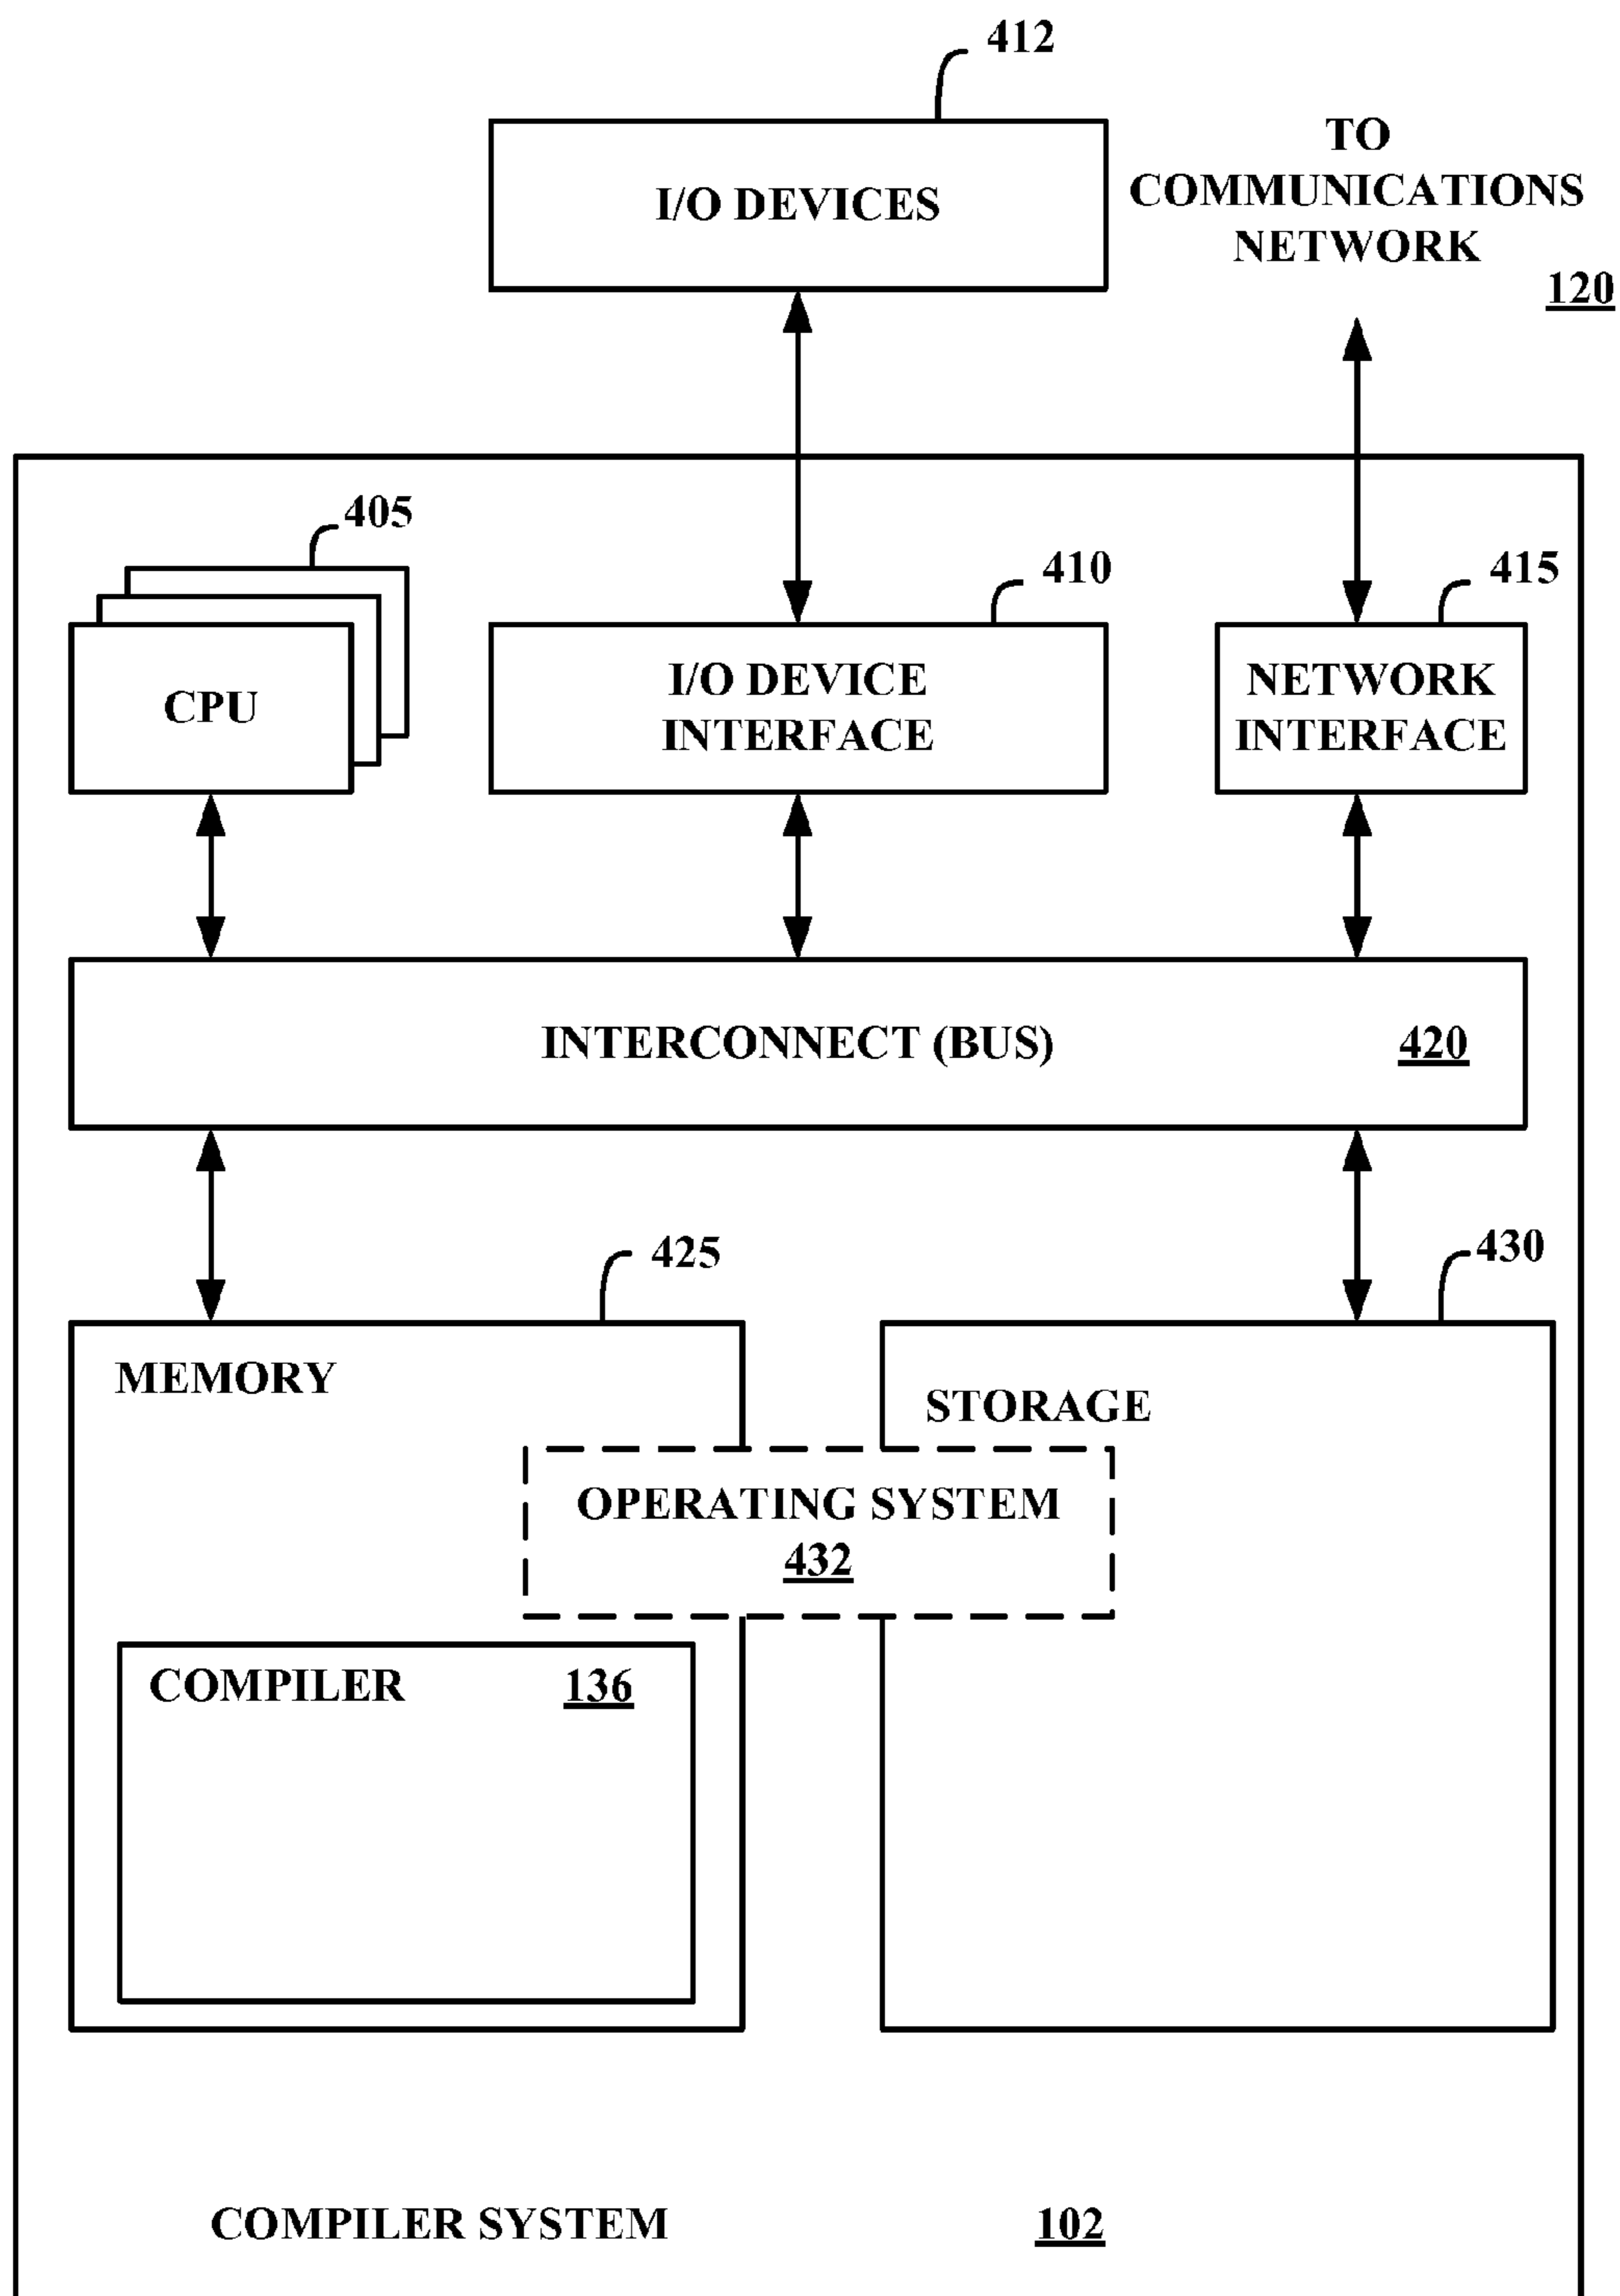 412
I/O DEVICES
TO
COMMUNICATIONS
NETWORK
120
405
410
415
CPU
I/O DEVICE
INTERFACE
NETWORK
INTERFACE
INTERCONNECT (BUS)
420
425
430
MEMORY
STORAGE
OPERATING SYSTEM
432
COMPILER
136
COMPILER SYSTEM
102